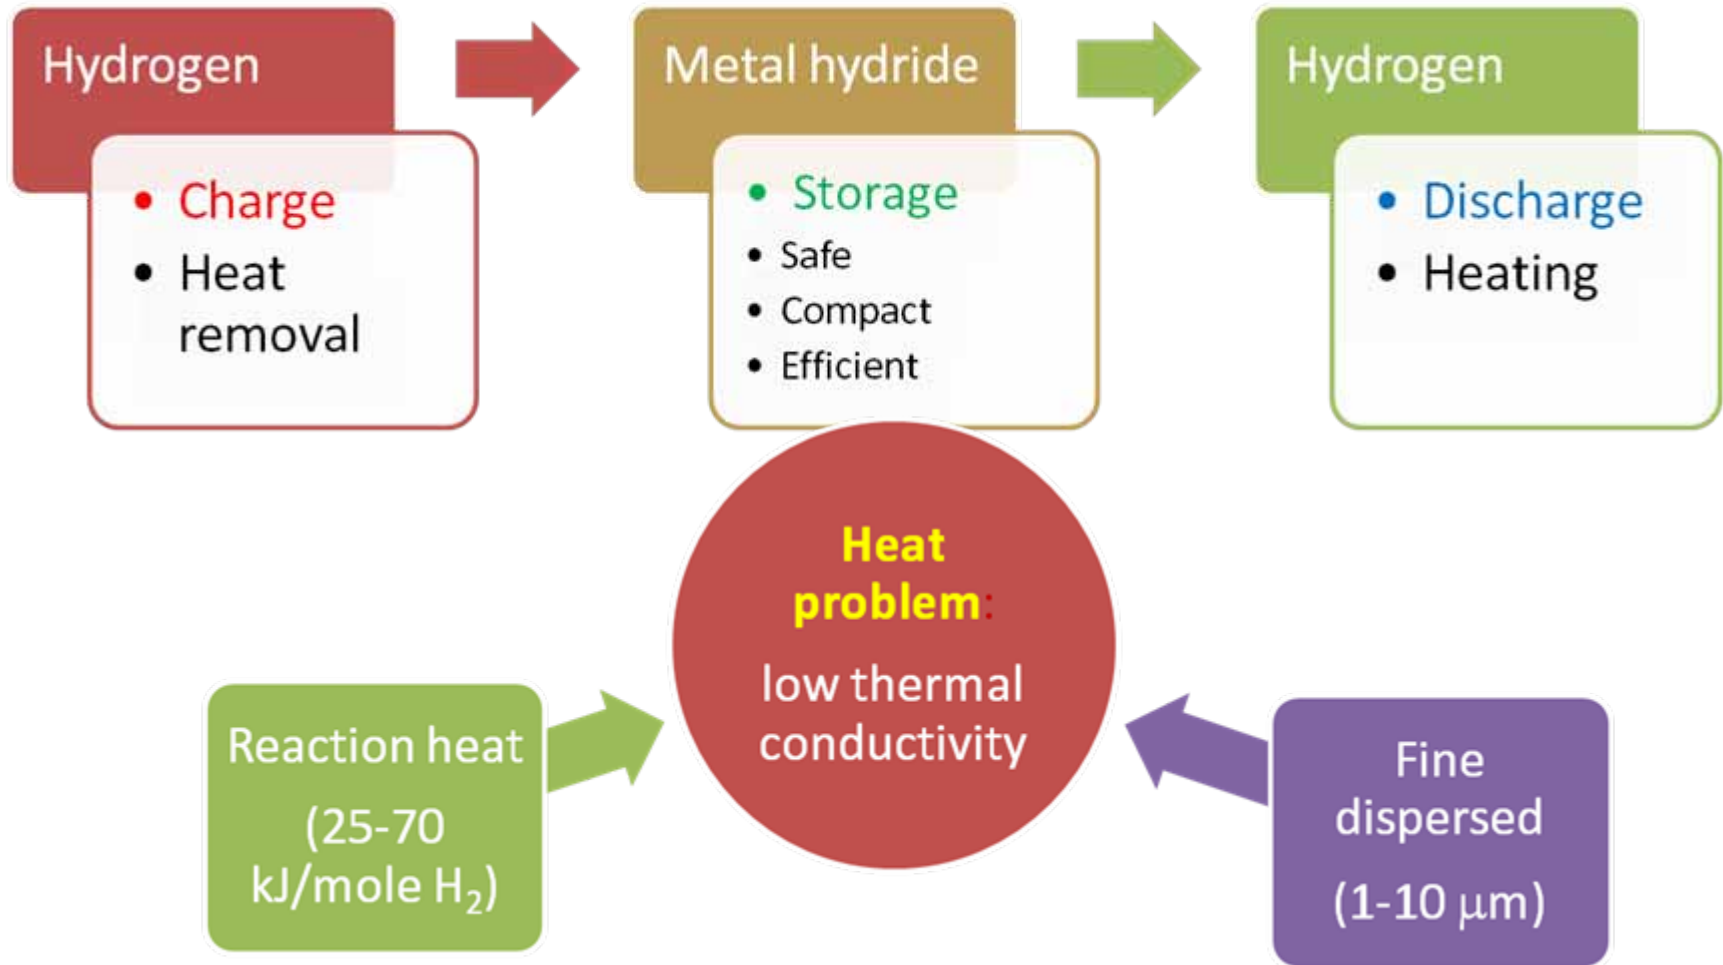 Hydrogen
• Charge
• Heat
removal
Metal hydride
• Storage
• Safe
• Compact
• Efficient
Hydrogen
• Discharge
• Heating
Heat
problem:
low thermal
conductivity
Reaction heat
(25-70
kJ/mole H₂)
Fine
dispersed
(1-10 μm)